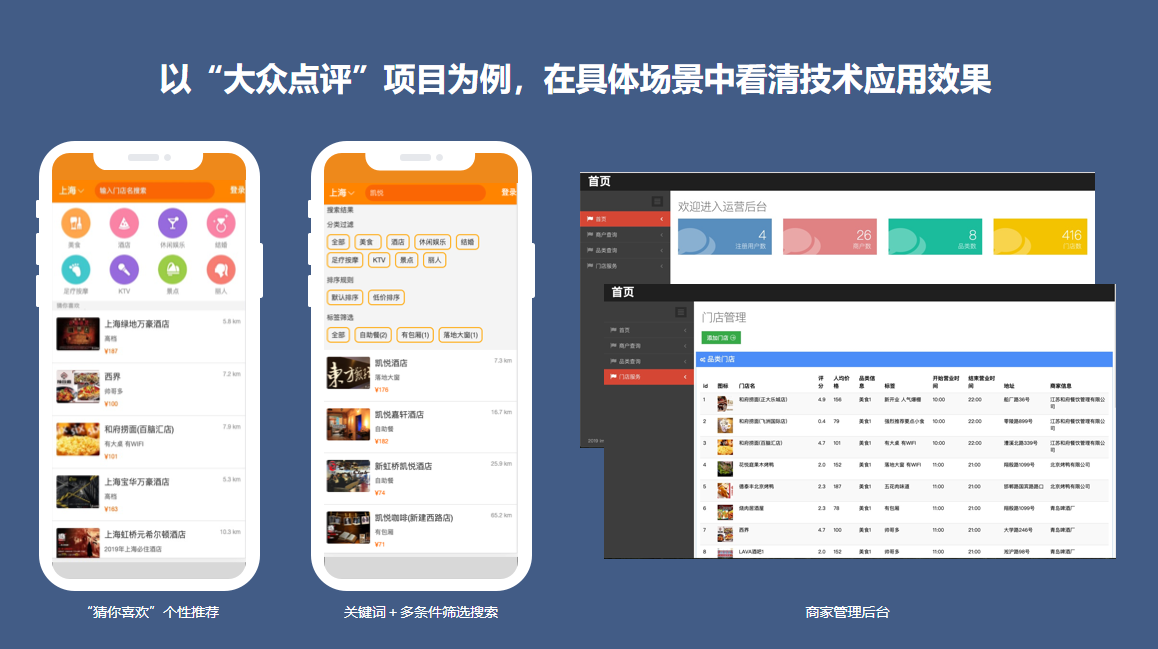 以“大众点评”项目为例，在具体场景中看清技术应用效果
上海
输入门店名搜索
登录
美食
酒店
休闲娱乐
结婚
足疗按摩
KTV
景点
丽人
猜你喜欢
上海绿地万豪酒店
5.8 km
高档
¥187
西界
7.2 km
帅哥多
¥100
和府捞面(百脑汇店)
7.9 km
有大桌 有WIFI
¥101
上海宝华万豪酒店
5.3 km
高档
¥163
上海虹桥元希尔顿酒店
10.3 km
2019年上海必住酒店
“猜你喜欢”个性推荐
上海
凯悦
登录
搜索结果
分类过滤
全部 美食 酒店 休闲娱乐 结婚
足疗按摩 KTV 景点 丽人
排序规则
默认排序 低价排序
标签筛选
全部 自助餐(2) 有包厢(1) 落地大窗(1)
凯悦酒店
7.3 km
落地大窗
¥176
凯悦嘉轩酒店
16.7 km
自助餐
¥182
新虹桥凯悦酒店
25.9 km
自助餐
¥74
凯悦咖啡(新建西路店)
65.2 km
有包厢
¥71
关键词 + 多条件筛选搜索
首页
首页
商户查询
品类查询
门店服务
欢迎进入运营后台
4
注册用户数
26
商户数
8
品类数
416
门店数
首页
首页
商户查询
品类查询
门店服务
门店管理
添加门店
品类门店
id 图标 门店名 评分 人均价格 品类信息 标签 开始营业时间 结束营业时间 地址 商家信息
1 和府捞面(正大乐城店) 4.9 156 美食1 新开业 人气爆棚 10:00 22:00 船厂路36号 江苏和府餐饮管理有限公司
2 和府捞面(飞洲国际店) 0.4 79 美食1 强烈推荐要点小食 10:00 22:00 零陵路899号 江苏和府餐饮管理有限公司
3 和府捞面(百脑汇店) 4.7 101 美食1 有大桌 有WIFI 10:00 22:00 漕溪北路339号 江苏和府餐饮管理有限公司
4 花悦庭果木烤鸭 2.0 152 美食1 落地大窗 有WIFI 11:00 21:00 翔殷路1099号 北京烤鸭有限公司
5 德泰丰北京烤鸭 2.3 187 美食1 五花肉味道 11:00 21:00 邯郸路国宾路路口 北京烤鸭有限公司
6 烧肉居酒屋 2.3 78 美食1 有包厢 11:00 21:00 翔殷路1099号 青岛啤酒厂
7 西界 4.7 100 美食1 帅哥多 11:00 21:00 大学路246号 青岛啤酒厂
8 LAVA酒吧1 2.0 152 美食1 帅哥多 11:00 21:00 淞沪路98号 青岛啤酒厂
商家管理后台